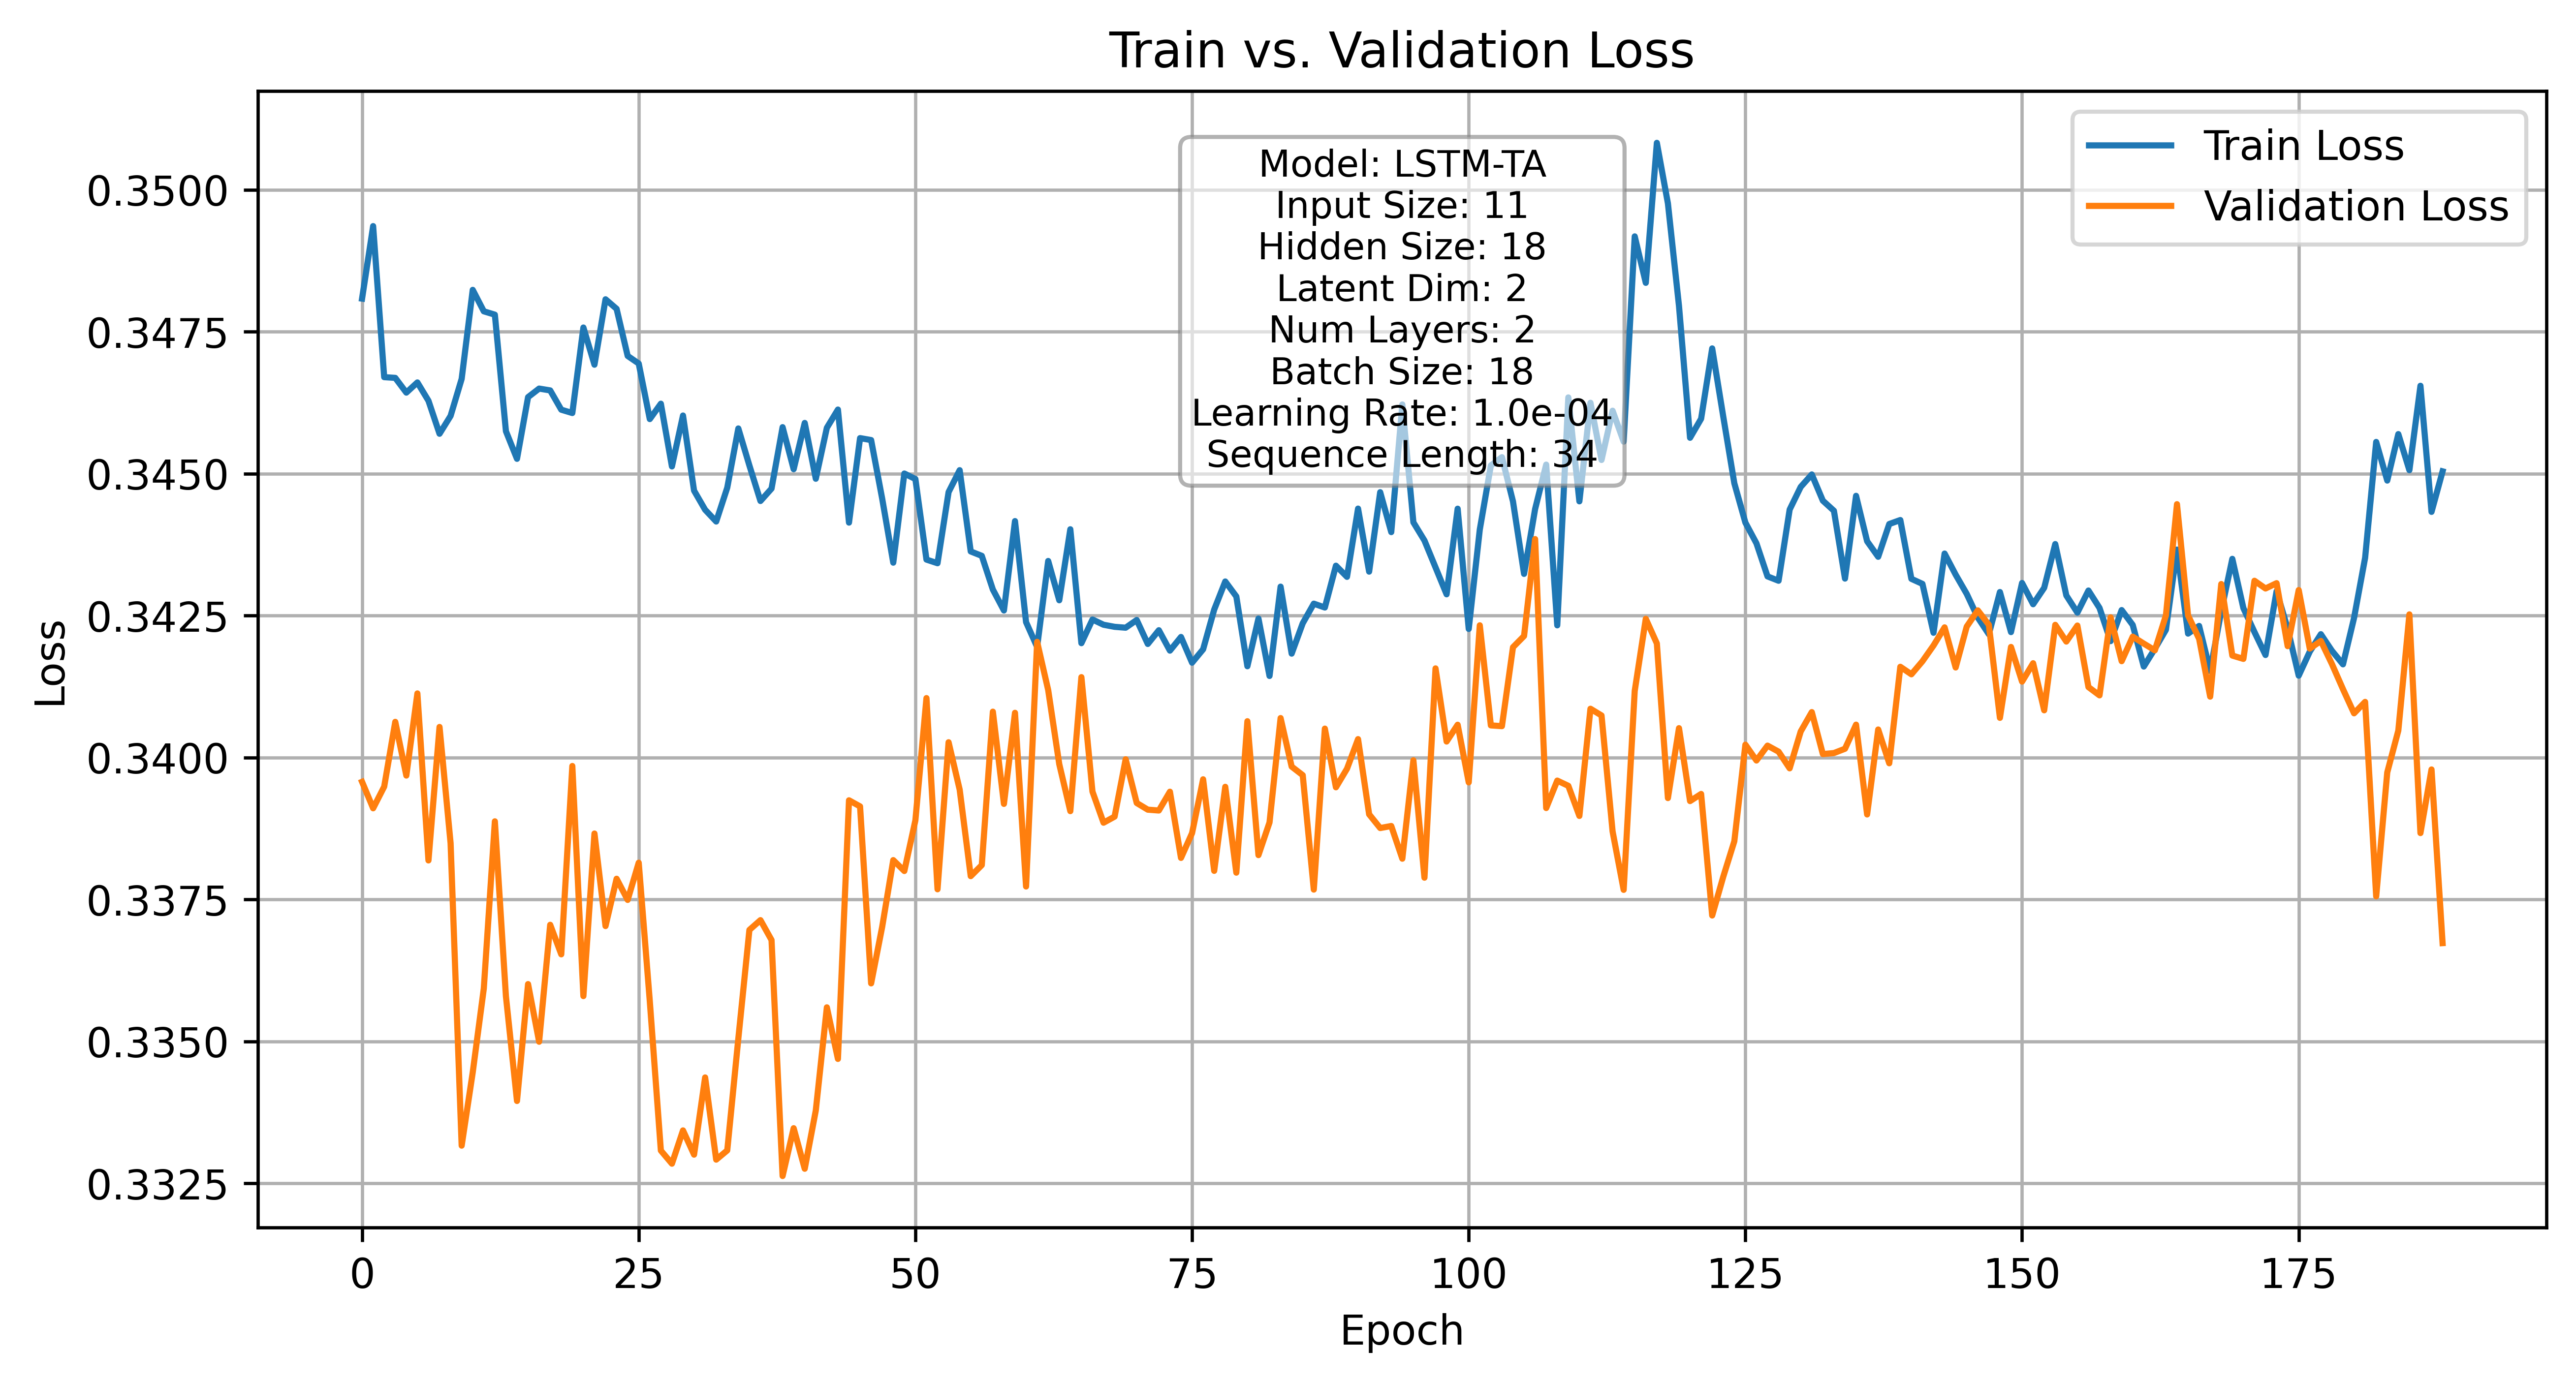 Train vs. Validation Loss
Train Loss
Validation Loss
Model: LSTM-TA
Input Size: 11
Hidden Size: 18
Latent Dim: 2
Num Layers: 2
Batch Size: 18
Learning Rate: 1.0e-04
Sequence Length: 34
Loss
0.3500
0.3475
0.3450
0.3425
0.3400
0.3375
0.3350
0.3325
0 25 50 75 100 125 150 175
Epoch